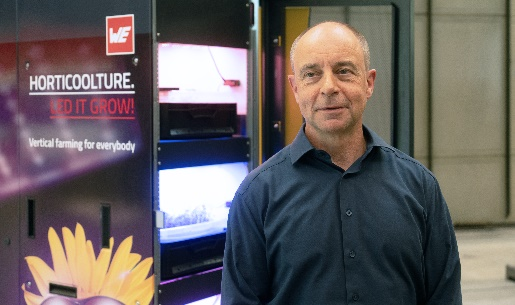 WE
HORTICOOLTURE.
LED IT GROW!
Vertical farming for everybody